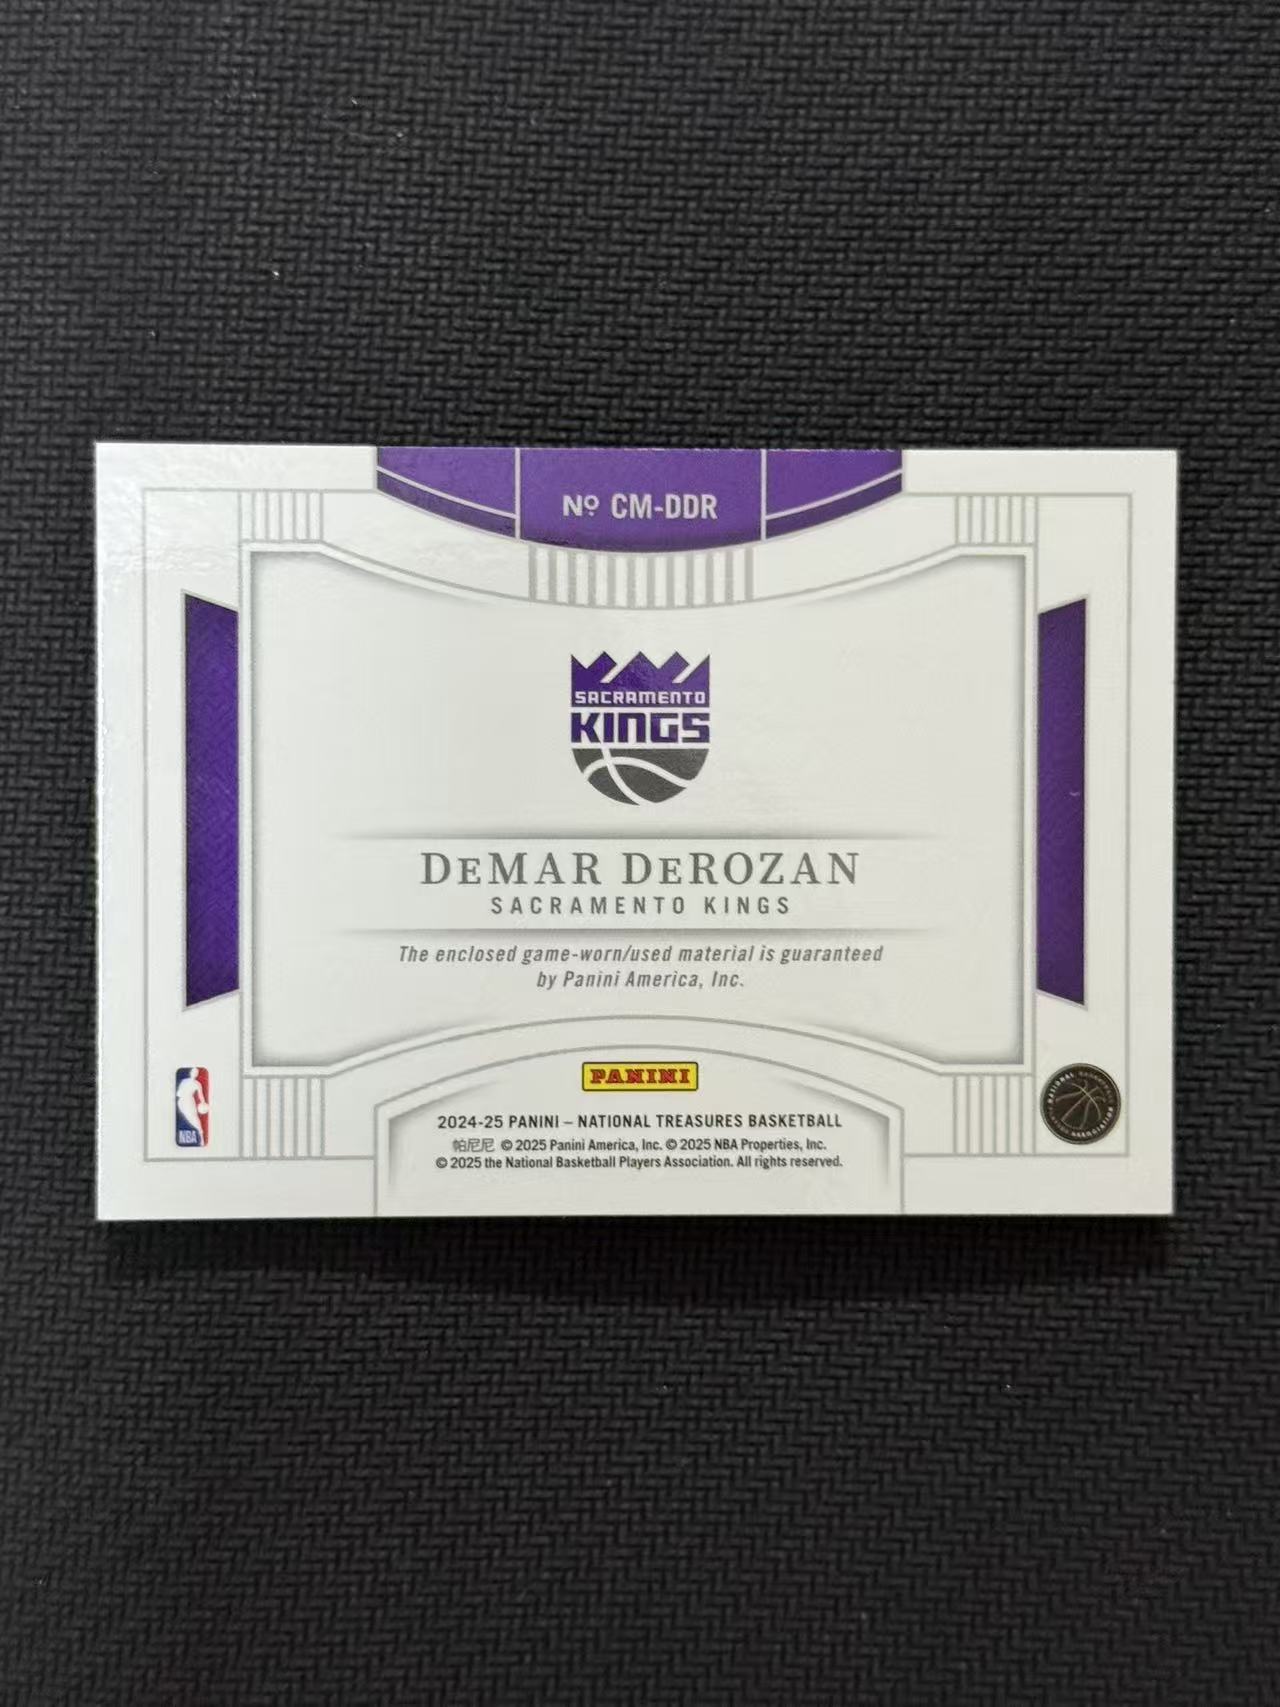 Nº CM-DDR
SACRAMENTO
KINGS
DEMAR DEROZAN
SACRAMENTO KINGS
The enclosed game-worn/used material is guaranteed
by Panini America, Inc.
PANINI
NBA
2024-25 PANINI – NATIONAL TREASURES BASKETBALL
帕尼尼 © 2025 Panini America, Inc. © 2025 NBA Properties, Inc.
© 2025 the National Basketball Players Association. All rights reserved.